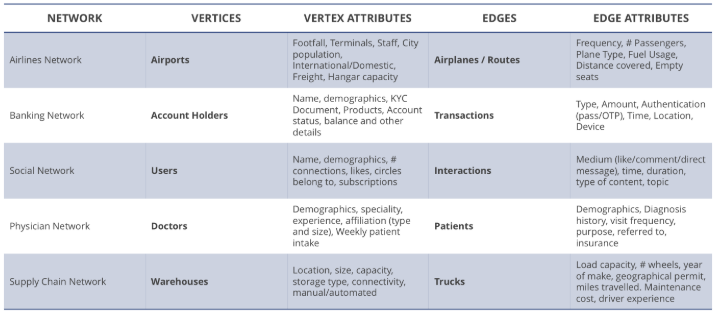 NETWORK VERTICES VERTEX ATTRIBUTES EDGES EDGE ATTRIBUTES
Airlines Network
Airports
Footfall, Terminals, Staff, City
population,
International/Domestic,
Freight, Hangar capacity
Airplanes / Routes
Frequency, # Passengers,
Plane Type, Fuel Usage,
Distance covered, Empty
seats
Banking Network
Account Holders
Name, demographics, KYC
Document, Products, Account
status, balance and other
details
Transactions
Type, Amount, Authentication
(pass/OTP), Time, Location,
Device
Social Network
Users
Name, demographics, #
connections, likes, circles
belong to, subscriptions
Interactions
Medium (like/comment/direct
message), time, duration,
type of content, topic
Physician Network
Doctors
Demographics, speciality,
experience, affiliation (type
and size), Weekly patient
intake
Patients
Demographics, Diagnosis
history, visit frequency,
purpose, referred to,
insurance
Supply Chain Network
Warehouses
Location, size, capacity,
storage type, connectivity,
manual/automated
Trucks
Load capacity, # wheels, year
of make, geographical permit,
miles travelled. Maintenance
cost, driver experience